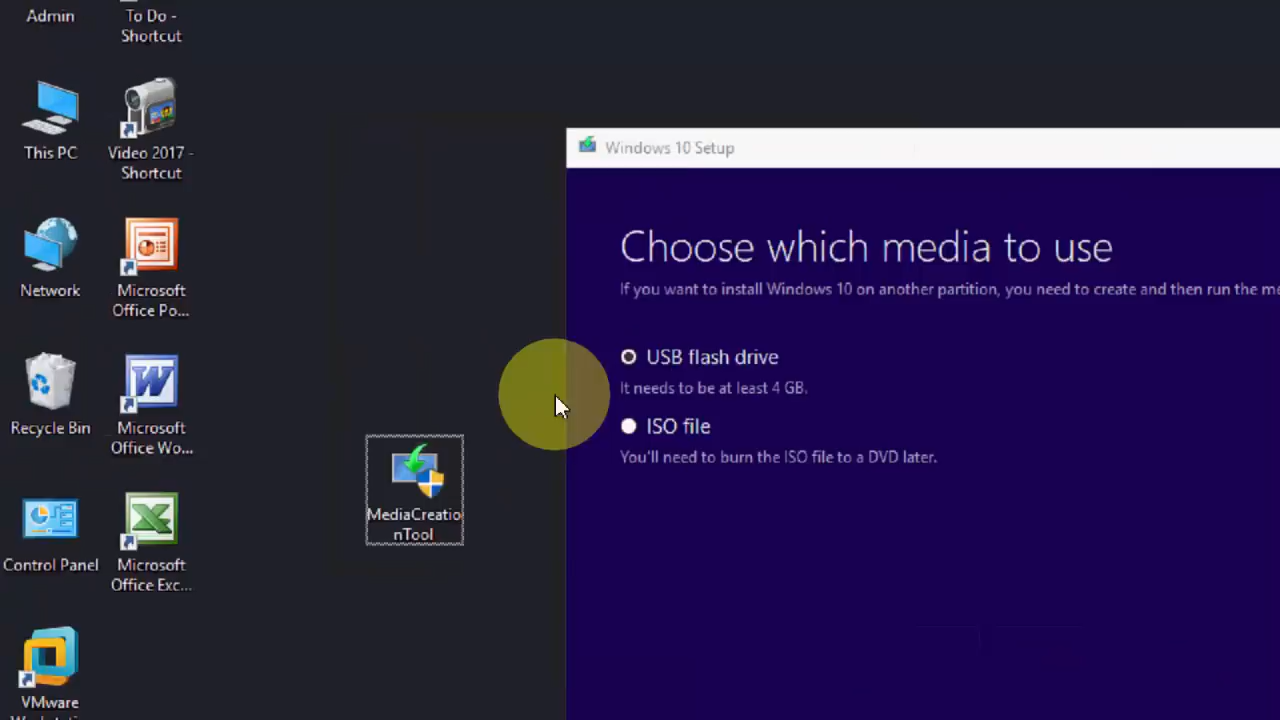 Admin
To Do -
Shortcut
This PC
Video 2017 -
Shortcut
Network
Microsoft
Office Po...
Recycle Bin
Microsoft
Office Wo...
Control Panel
Microsoft
Office Exc...
VMware
MediaCreatio
nTool
Windows 10 Setup
Choose which media to use
If you want to install Windows 10 on another partition, you need to create and then run the me
USB flash drive
It needs to be at least 4 GB.
ISO file
You'll need to burn the ISO file to a DVD later.